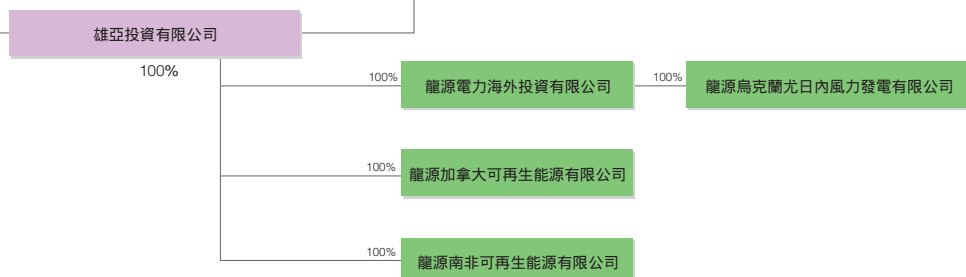 雄亞投資有限公司
100%
100%
龍源電力海外投資有限公司
100%
龍源烏克蘭尤日內風力發電有限公司
100%
龍源加拿大可再生能源有限公司
100%
龍源南非可再生能源有限公司